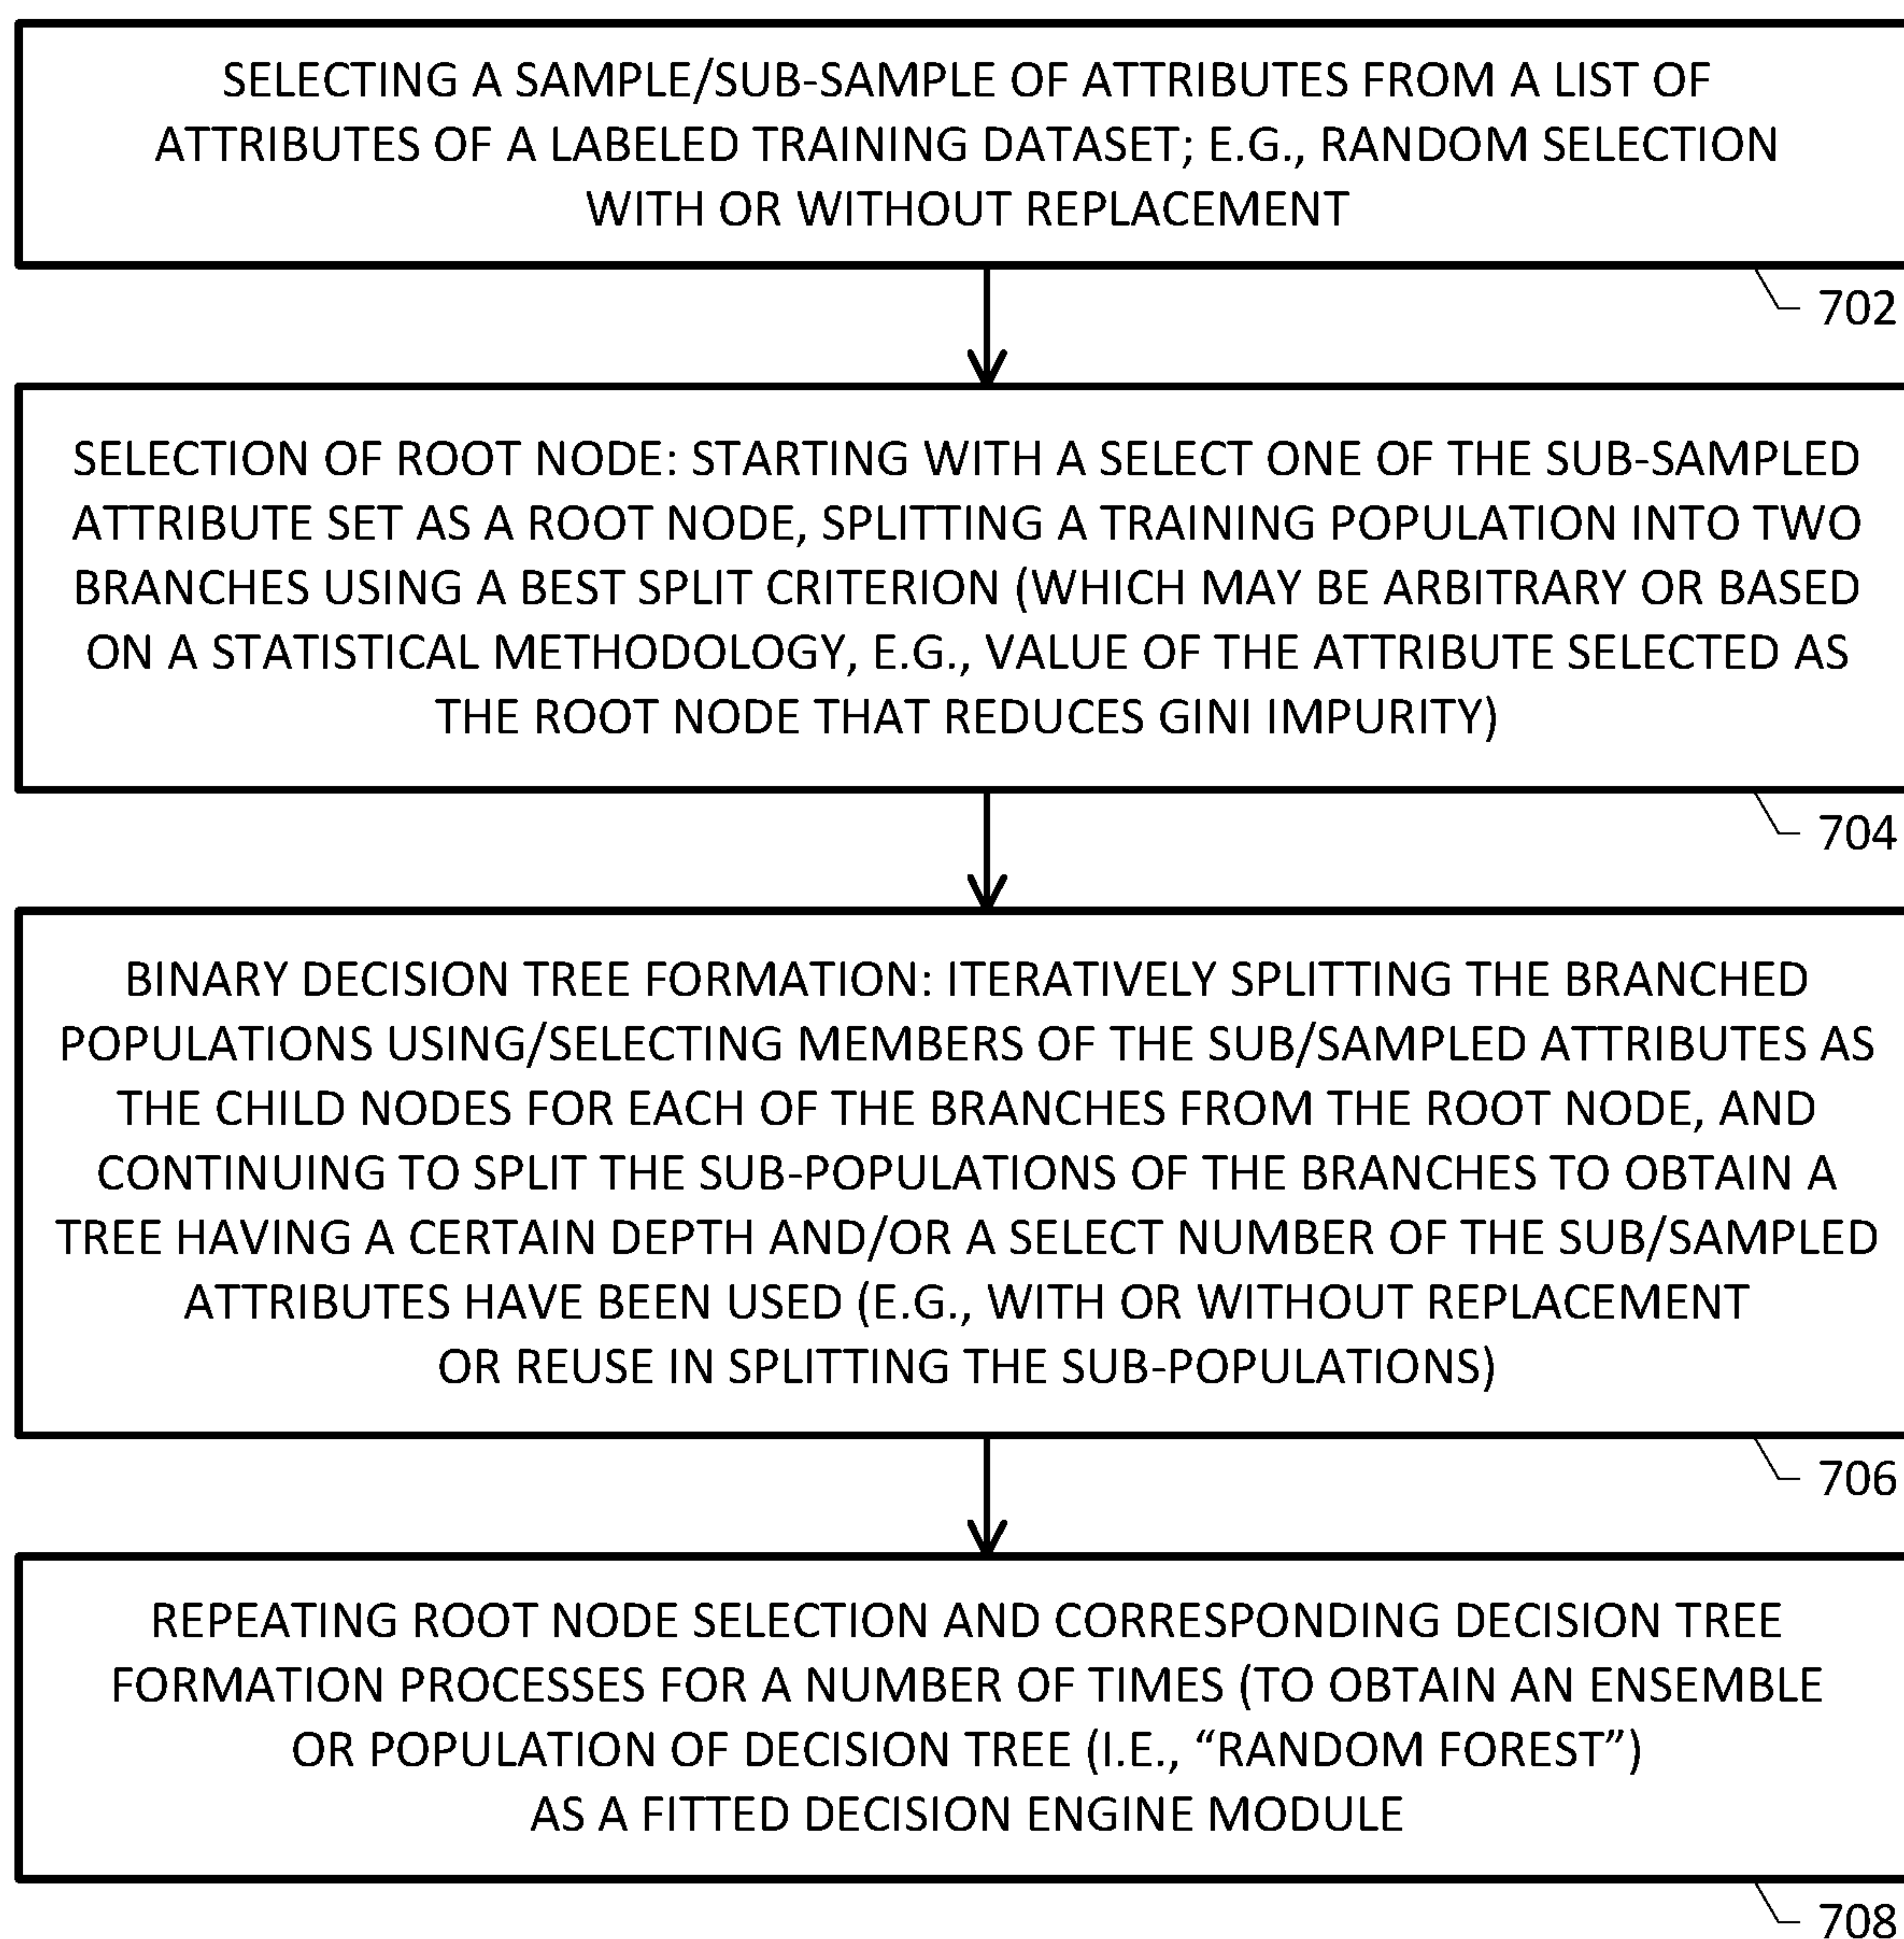 SELECTING A SAMPLE/SUB-SAMPLE OF ATTRIBUTES FROM A LIST OF
ATTRIBUTES OF A LABELED TRAINING DATASET; E.G., RANDOM SELECTION
WITH OR WITHOUT REPLACEMENT
702
SELECTION OF ROOT NODE: STARTING WITH A SELECT ONE OF THE SUB-SAMPLED
ATTRIBUTE SET AS A ROOT NODE, SPLITTING A TRAINING POPULATION INTO TWO
BRANCHES USING A BEST SPLIT CRITERION (WHICH MAY BE ARBITRARY OR BASED
ON A STATISTICAL METHODOLOGY, E.G., VALUE OF THE ATTRIBUTE SELECTED AS
THE ROOT NODE THAT REDUCES GINI IMPURITY)
704
BINARY DECISION TREE FORMATION: ITERATIVELY SPLITTING THE BRANCHED
POPULATIONS USING/SELECTING MEMBERS OF THE SUB/SAMPLED ATTRIBUTES AS
THE CHILD NODES FOR EACH OF THE BRANCHES FROM THE ROOT NODE, AND
CONTINUING TO SPLIT THE SUB-POPULATIONS OF THE BRANCHES TO OBTAIN A
TREE HAVING A CERTAIN DEPTH AND/OR A SELECT NUMBER OF THE SUB/SAMPLED
ATTRIBUTES HAVE BEEN USED (E.G., WITH OR WITHOUT REPLACEMENT
OR REUSE IN SPLITTING THE SUB-POPULATIONS)
706
REPEATING ROOT NODE SELECTION AND CORRESPONDING DECISION TREE
FORMATION PROCESSES FOR A NUMBER OF TIMES (TO OBTAIN AN ENSEMBLE
OR POPULATION OF DECISION TREE (I.E., “RANDOM FOREST”)
AS A FITTED DECISION ENGINE MODULE
708